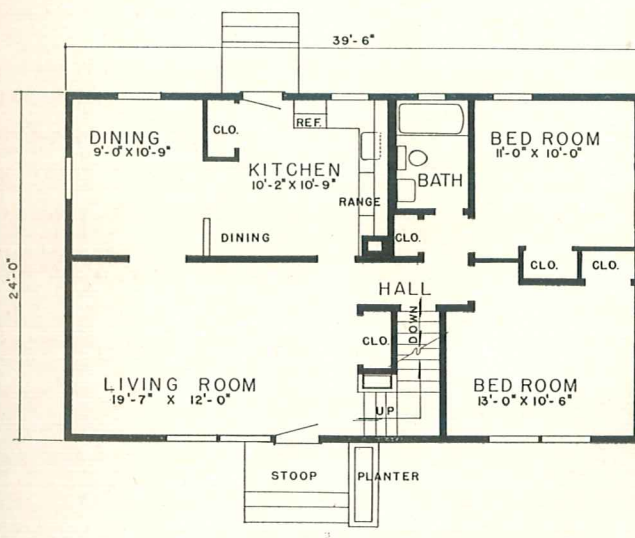 39'-6"
DINING
9'-0" X 10'-9"
CLO.
REF.
KITCHEN
10'-2" X 10'-9"
RANGE
DINING
BATH
CLO.
BED ROOM
11'-0" X 10'-0"
CLO.
CLO.
24'-0"
HALL
DOWN
CLO.
LIVING ROOM
19'-7" X 12'-0"
UP
BED ROOM
13'-0" X 10'-6"
STOOP
PLANTER